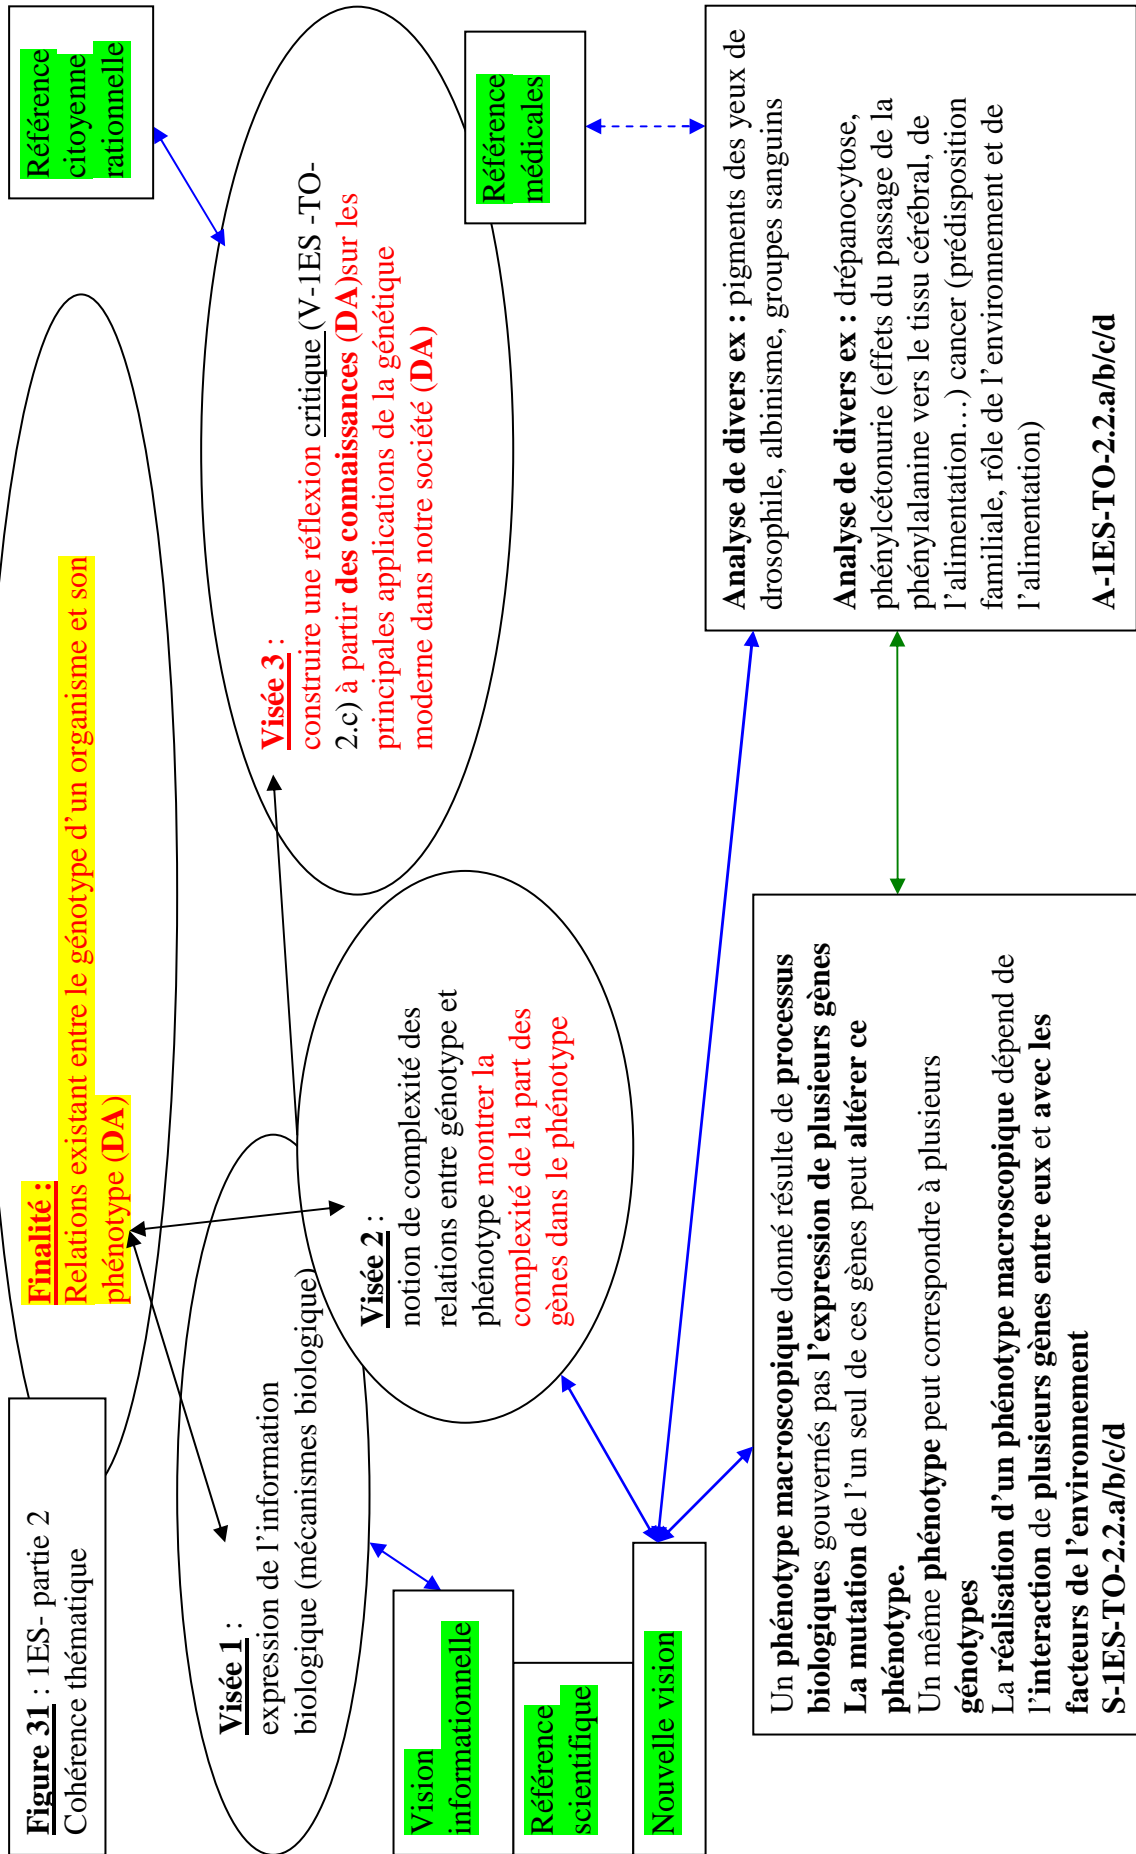 Figure 31 : 1ES- partie 2
Cohérence thématique
Finalité :
Relations existant entre le génotype d’un organisme et son
phénotype (DA)
Référence
citoyenne
rationnelle
Visée 1 :
expression de l’information
biologique (mécanismes biologique)
Visée 2 :
notion de complexité des
relations entre génotype et
phénotype montrer la
complexité de la part des
gènes dans le phénotype
Visée 3 :
construire une réflexion critique (V-1ES -TO-
2.c) à partir des connaissances (DA)sur les
principales applications de la génétique
moderne dans notre société (DA)
Vision
informationnelle
Référence
scientifique
Nouvelle vision
Référence
médicales
Un phénotype macroscopique donné résulte de processus
biologiques gouvernés pas l’expression de plusieurs gènes
La mutation de l’un seul de ces gènes peut altérer ce
phénotype.
Un même phénotype peut correspondre à plusieurs
génotypes
La réalisation d’un phénotype macroscopique dépend de
l’interaction de plusieurs gènes entre eux et avec les
facteurs de l’environnement
S-1ES-TO-2.2.a/b/c/d
Analyse de divers ex : pigments des yeux de
drosophile, albinisme, groupes sanguins
Analyse de divers ex : drépanocytose,
phénylcétonurie (effets du passage de la
phénylalanine vers le tissu cérébral, de
l’alimentation…) cancer (prédisposition
familiale, rôle de l’environnement et de
l’alimentation)
A-1ES-TO-2.2.a/b/c/d